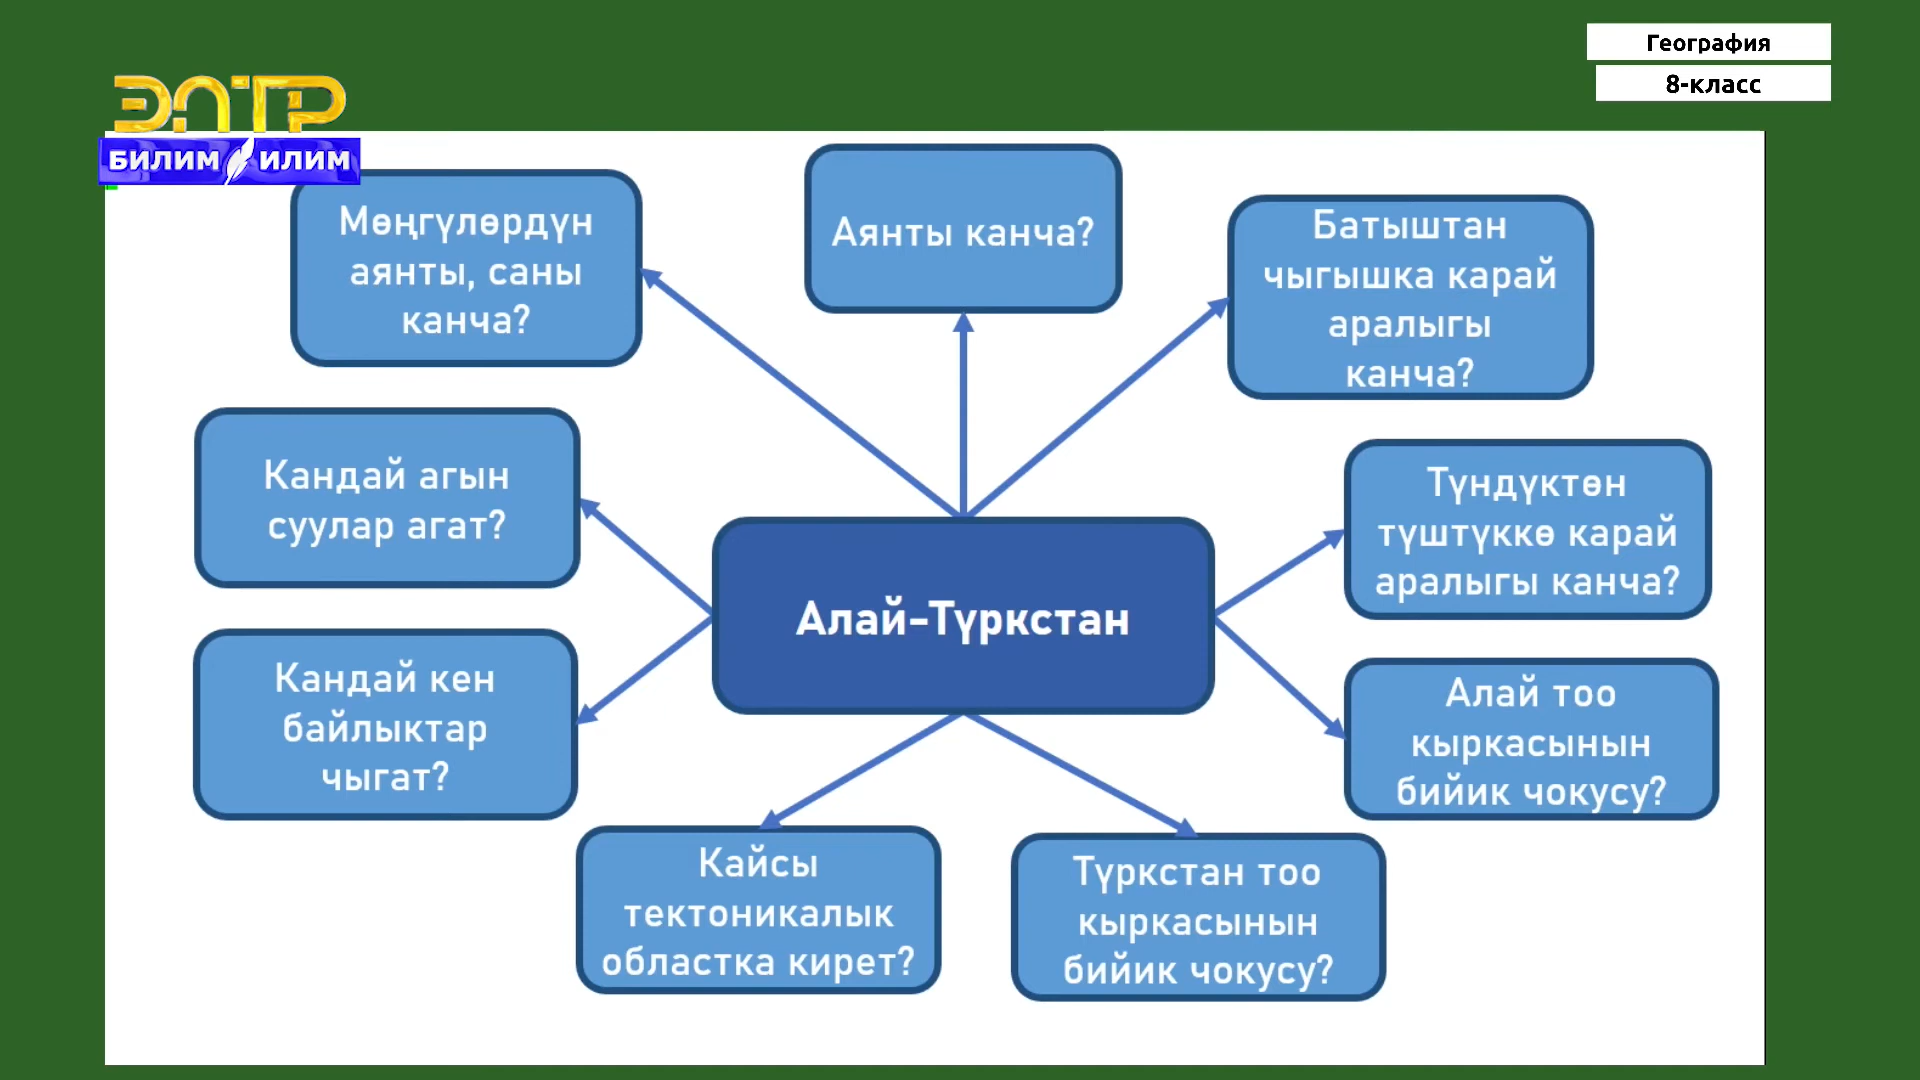 География
8-класс
ЭЛТР
БИЛИМ ИЛИМ
Мөңгүлөрдүн
аянты, саны
канча?
Аянты канча?
Батыштан
чыгышка карай
аралыгы
канча?
Кандай агын
суулар агат?
Түндүктөн
түштүккө карай
аралыгы канча?
Алай-Түркстан
Кандай кен
байлыктар
чыгат?
Алай тоо
кыркасынын
бийик чокусу?
Кайсы
тектоникалык
областка кирет?
Түркстан тоо
кыркасынын
бийик чокусу?